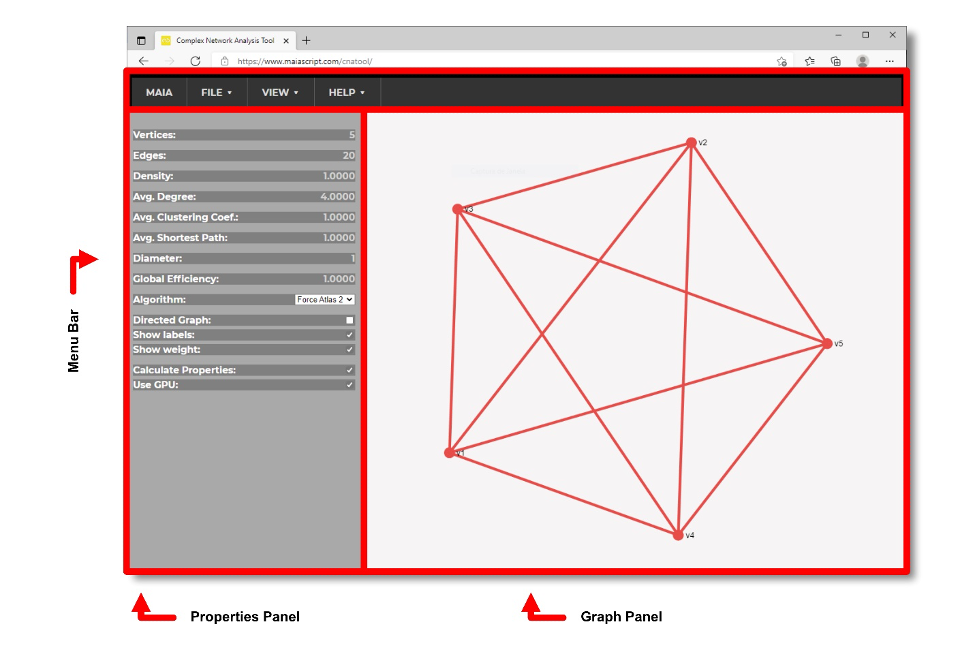 Complex Network Analysis Tool
https://www.maiascript.com/cnatool/
MAIA FILE VIEW HELP
Vertices: 5
Edges: 20
Density: 1.0000
Avg. Degree: 4.0000
Avg. Clustering Coef.: 1.0000
Avg. Shortest Path: 1.0000
Diameter: 1
Global Efficiency: 1.0000
Algorithm: Force Atlas 2
Directed Graph:
Show labels:
Show weight:
Calculate Properties:
Use GPU:
v2
v3
v5
v1
v4
Menu Bar
Properties Panel
Graph Panel